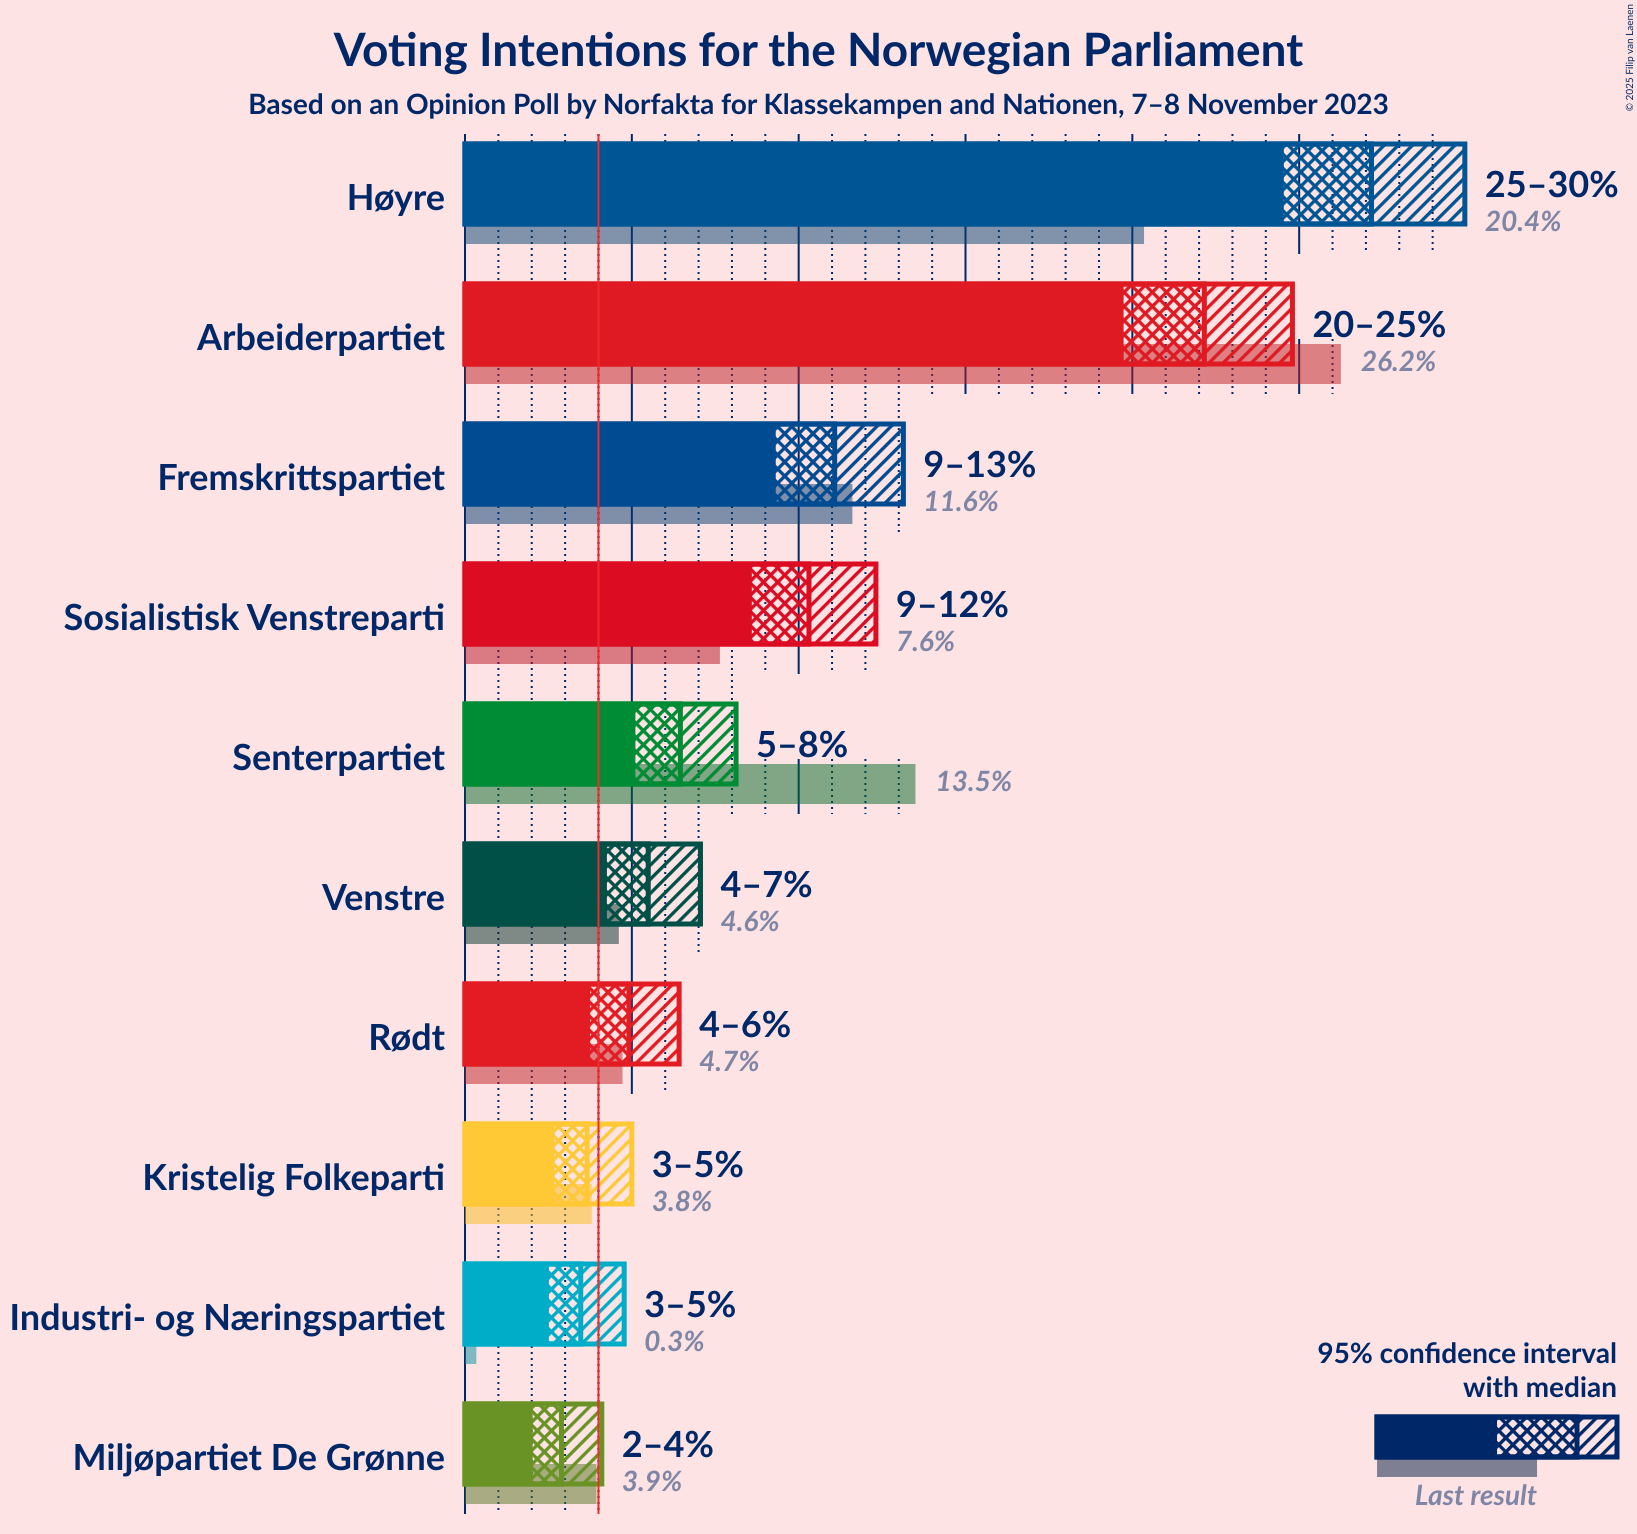 Voting Intentions for the Norwegian Parliament
Based on an Opinion Poll by Norfakta for Klassekampen and Nationen, 7–8 November 2023
© 2025 Filip van Laenen
Høyre
25–30%
20.4%
Arbeiderpartiet
20–25%
26.2%
Fremskrittspartiet
9–13%
11.6%
Sosialistisk Venstreparti
9–12%
7.6%
Senterpartiet
5–8%
13.5%
Venstre
4–7%
4.6%
Rødt
4–6%
4.7%
Kristelig Folkeparti
3–5%
3.8%
Industri- og Næringspartiet
3–5%
0.3%
Miljøpartiet De Grønne
2–4%
3.9%
95% confidence interval
with median
Last result